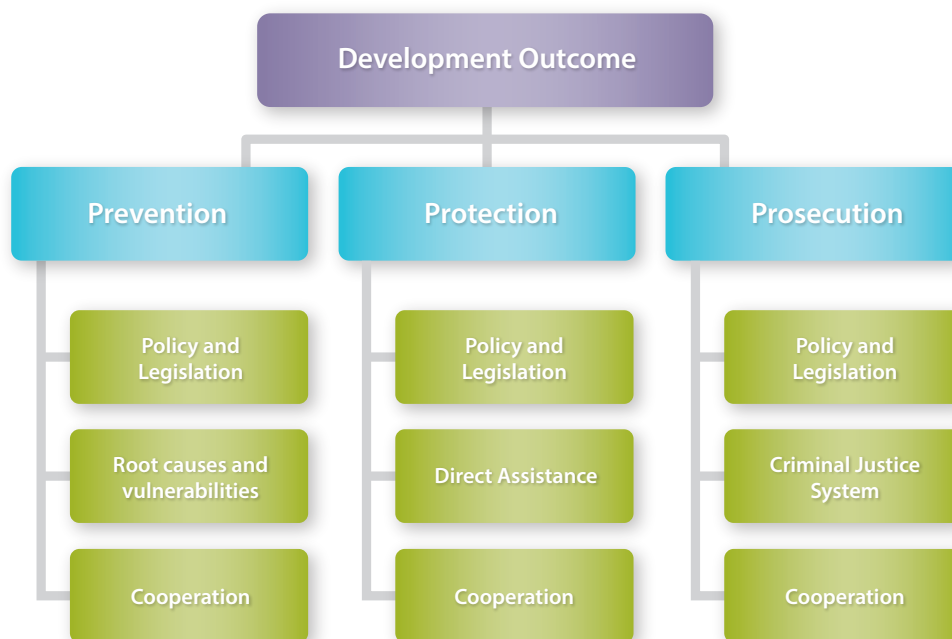 Development Outcome
Prevention
Protection
Prosecution
Policy and
Legislation
Policy and
Legislation
Policy and
Legislation
Root causes and
vulnerabilities
Direct Assistance
Criminal Justice
System
Cooperation
Cooperation
Cooperation